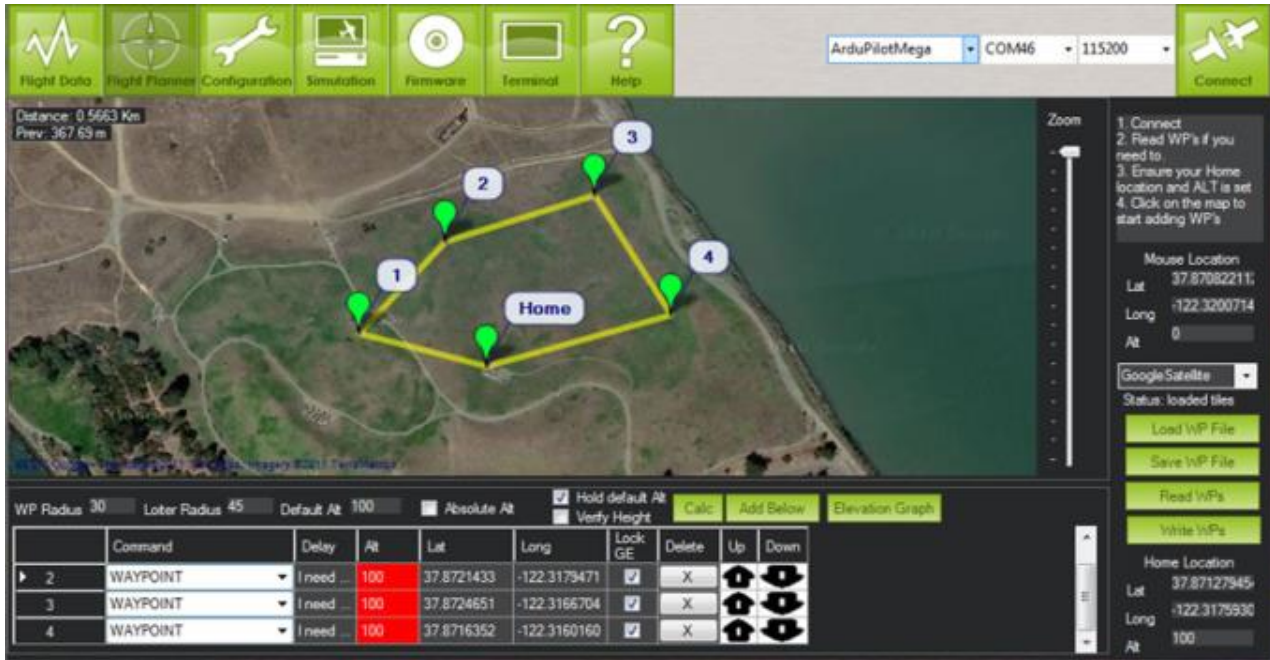 Flight Data Flight Planner Configuration Simulation Firmware Terminal Help
ArduPilotMega COM46 115200 Connect
Distance: 0.5663 Km
Prev: 367.69 m
1
2
3
4
Home
Zoom
1. Connect
2. Read WP's if you
need to.
3. Ensure your Home
location and ALT is set
4. Click on the map to
start adding WP's
Mouse Location
Lat 37.87082211
Long -122.3200714
Alt 0
GoogleSatellite
Status: loaded tiles
Load WP File
Save WP File
Read WPs
Write WPs
Home Location
Lat 37.87127945
Long -122.3175930
Alt 100
WP Radius 30 Loter Radius 45 Default Alt 100 Absolute Alt Hold default Alt Verify Height Calc Add Below Elevation Graph
Command Delay Alt Lat Long Lock GE Delete Up Down
2 WAYPOINT I need ... 100 37.8721433 -122.3179471 X
3 WAYPOINT I need ... 100 37.8724651 -122.3166704 X
4 WAYPOINT I need ... 100 37.8716352 -122.3160160 X